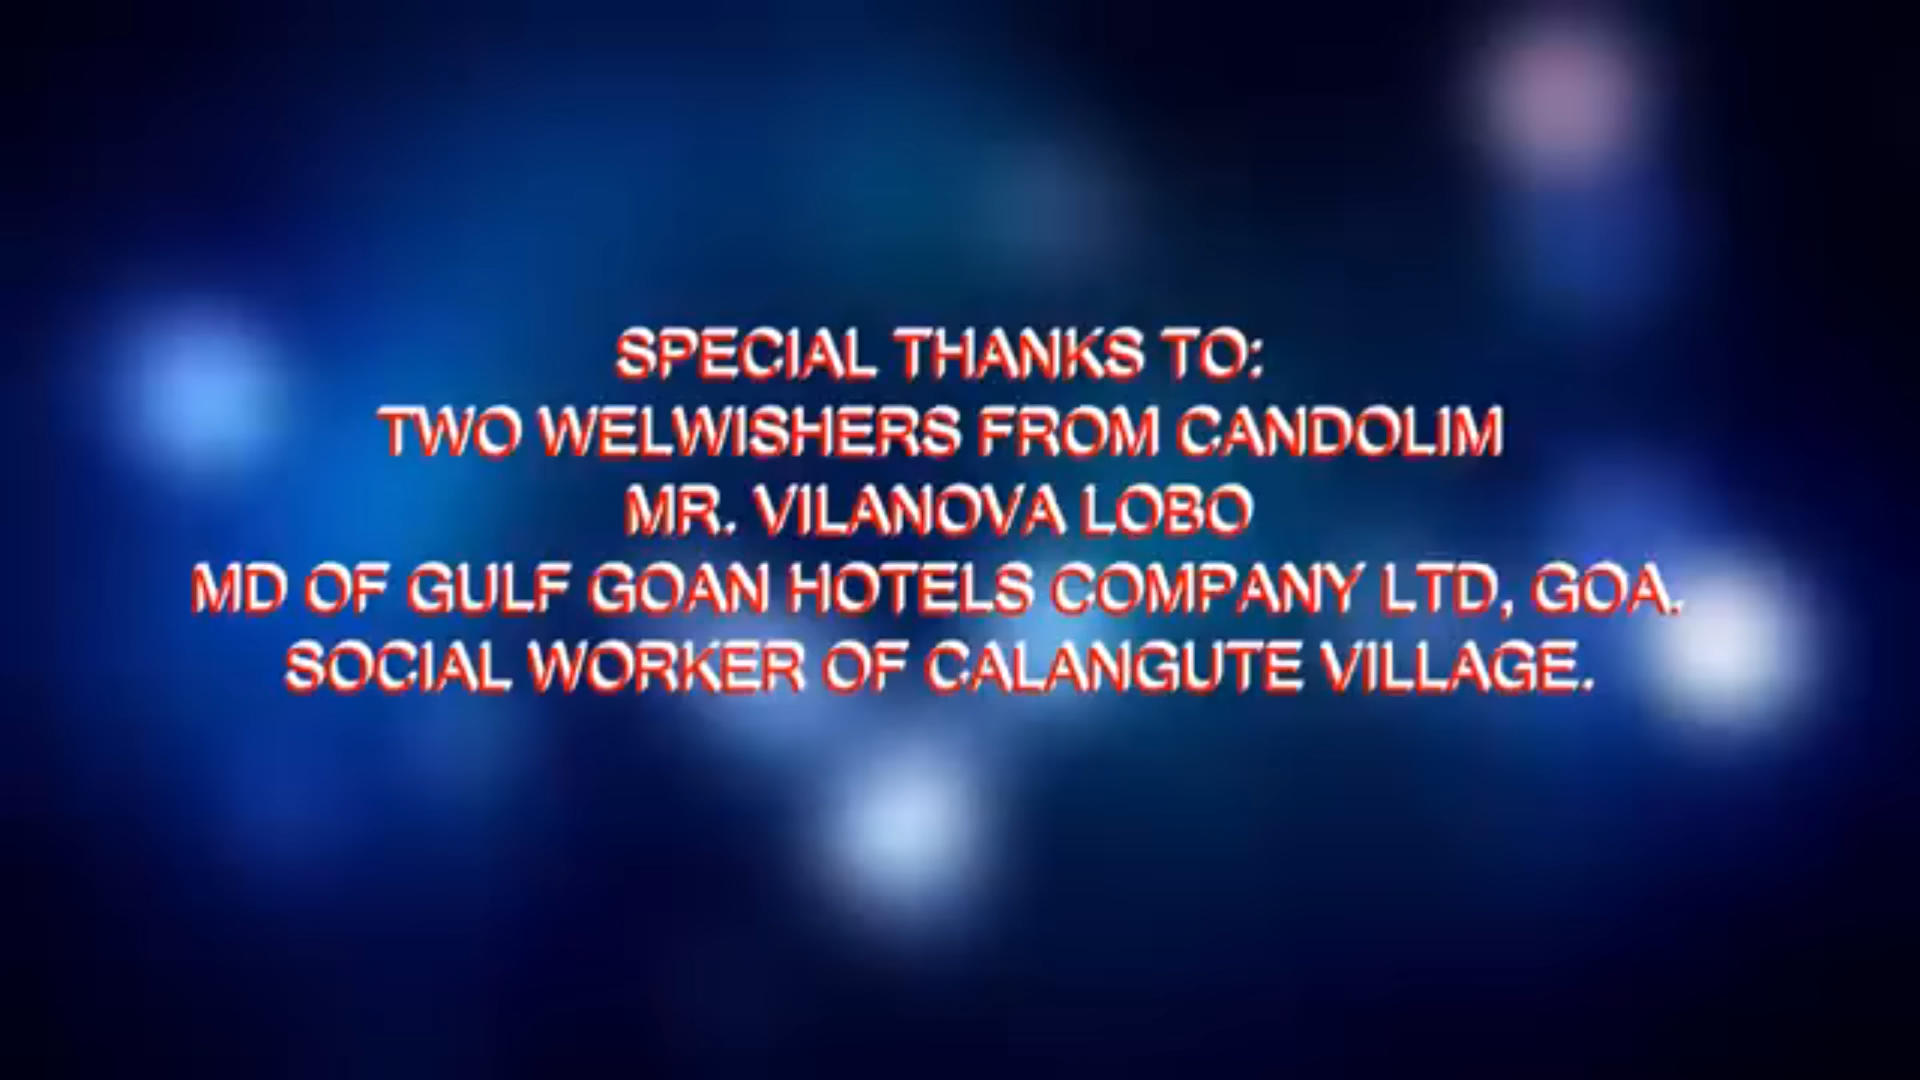 SPECIAL THANKS TO:
TWO WELWISHERS FROM CANDOLIM
MR. VILANOVA LOBO
MD OF GULF GOAN HOTELS COMPANY LTD, GOA.
SOCIAL WORKER OF CALANGUTE VILLAGE.